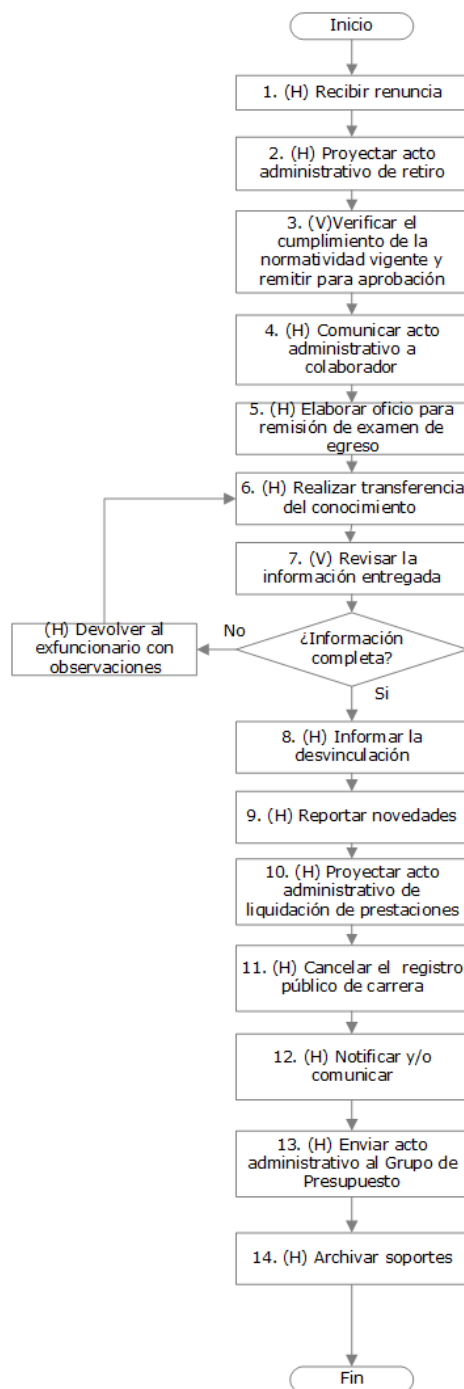 Inicio
1. (H) Recibir renuncia
2. (H) Proyectar acto
administrativo de retiro
3. (V)Verificar el
cumplimiento de la
normatividad vigente y
remitir para aprobación
4. (H) Comunicar acto
administrativo a
colaborador
5. (H) Elaborar oficio para
remisión de examen de
egreso
6. (H) Realizar transferencia
del conocimiento
7. (V) Revisar la
información entregada
(H) Devolver al
exfuncionario con
observaciones
No
¿Información
completa?
Si
8. (H) Informar la
desvinculación
9. (H) Reportar novedades
10. (H) Proyectar acto
administrativo de
liquidación de prestaciones
11. (H) Cancelar el  registro
público de carrera
12. (H) Notificar y/o
comunicar
13. (H) Enviar acto
administrativo al Grupo de
Presupuesto
14. (H) Archivar soportes
Fin